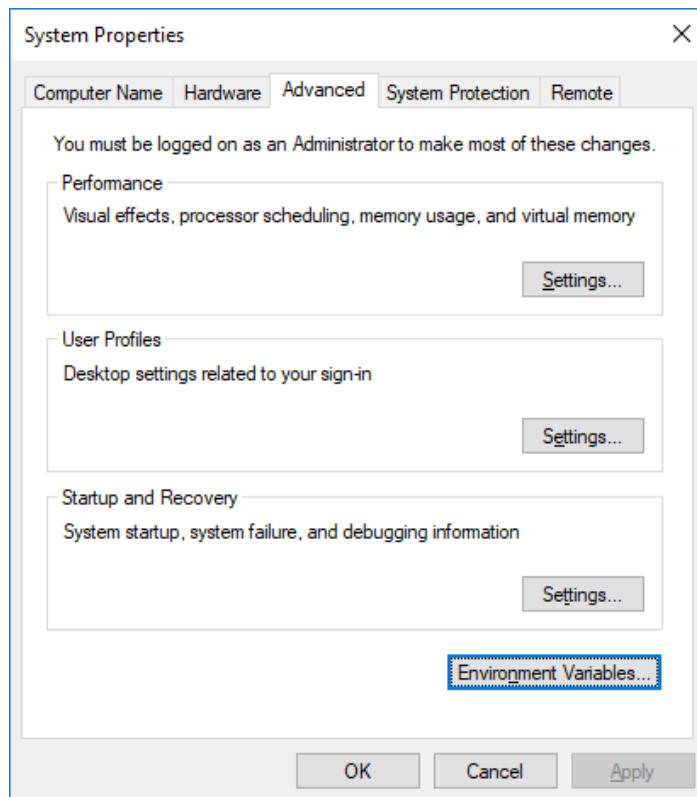 System Properties
Computer Name
Hardware
Advanced
System Protection
Remote
You must be logged on as an Administrator to make most of these changes.
Performance
Visual effects, processor scheduling, memory usage, and virtual memory
Settings...
User Profiles
Desktop settings related to your sign-in
Settings...
Startup and Recovery
System startup, system failure, and debugging information
Settings...
Environment Variables...
OK
Cancel
Apply